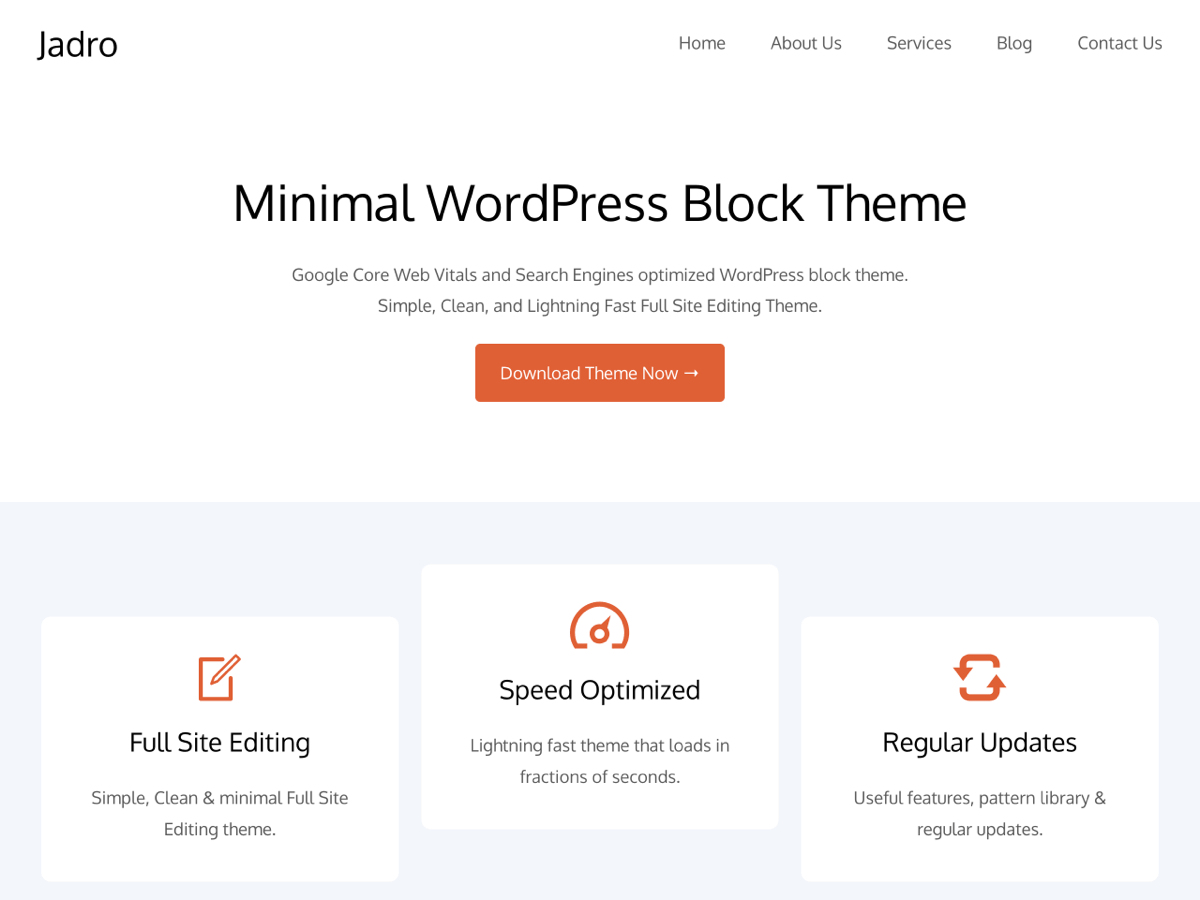 Jadro
Home
About Us
Services
Blog
Contact Us
Minimal WordPress Block Theme
Google Core Web Vitals and Search Engines optimized WordPress block theme.
Simple, Clean, and Lightning Fast Full Site Editing Theme.
Download Theme Now →
Full Site Editing
Simple, Clean & minimal Full Site
Editing theme.
Speed Optimized
Lightning fast theme that loads in
fractions of seconds.
Regular Updates
Useful features, pattern library &
regular updates.